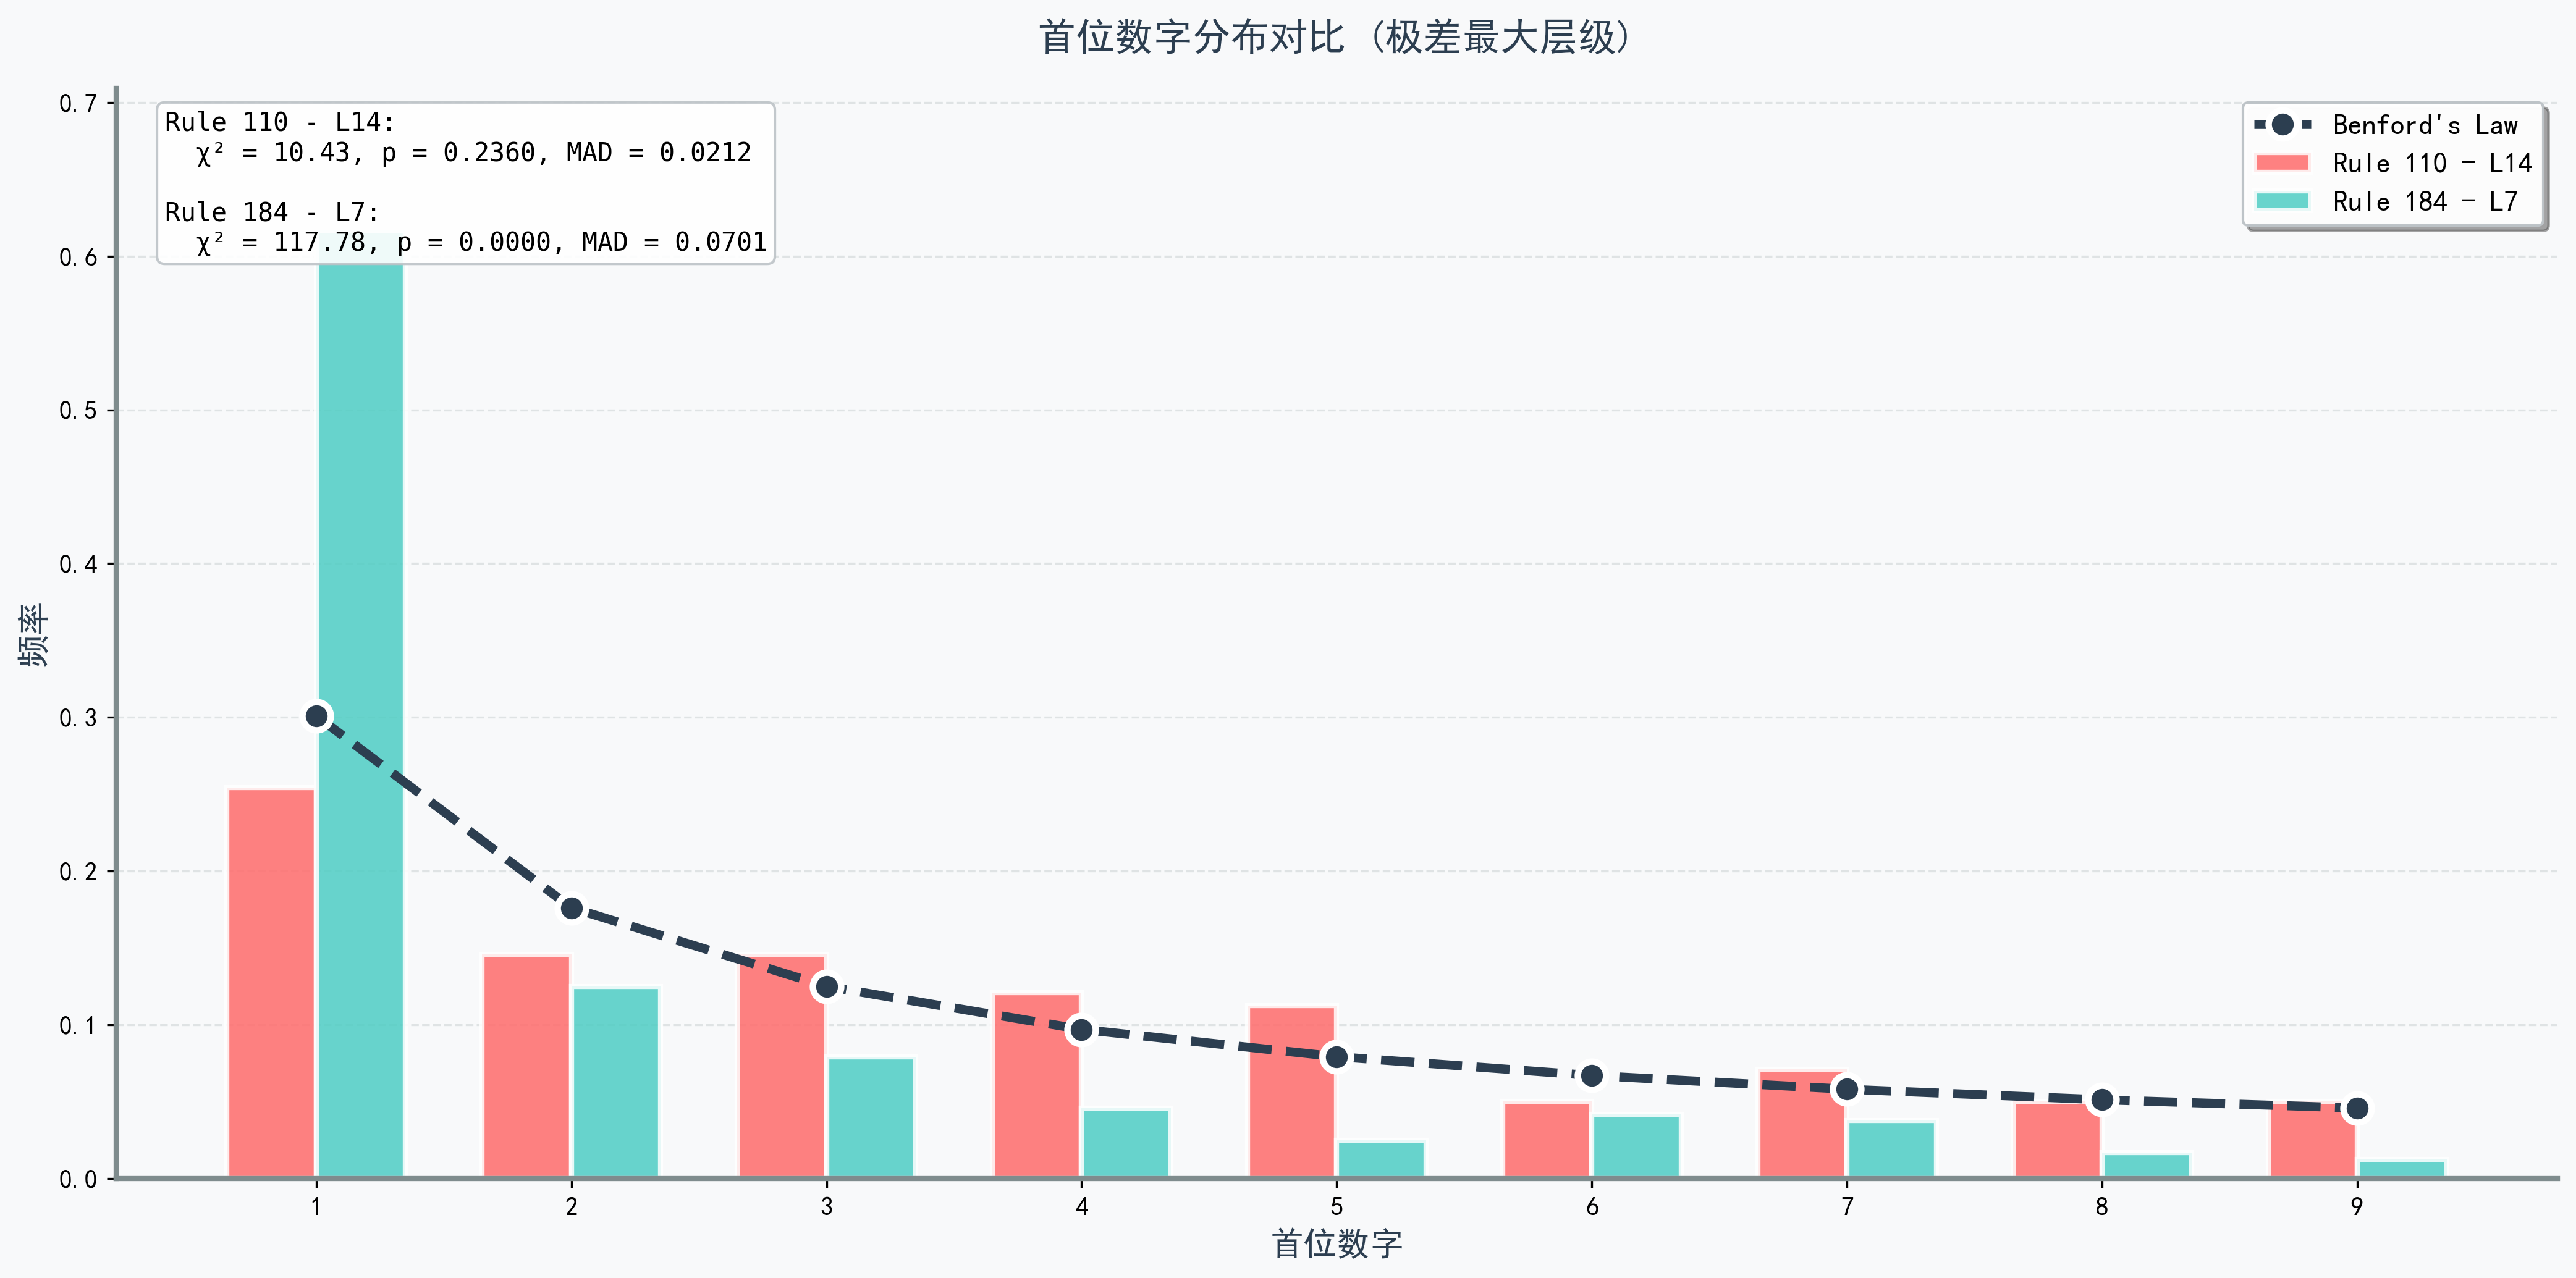 首位数字分布对比 (极差最大层级)
Rule 110 - L14:
χ² = 10.43, p = 0.2360, MAD = 0.0212
Rule 184 - L7:
χ² = 117.78, p = 0.0000, MAD = 0.0701
Benford's Law
Rule 110 - L14
Rule 184 - L7
频率
0.7
0.6
0.5
0.4
0.3
0.2
0.1
0.0
1 2 3 4 5 6 7 8 9
首位数字